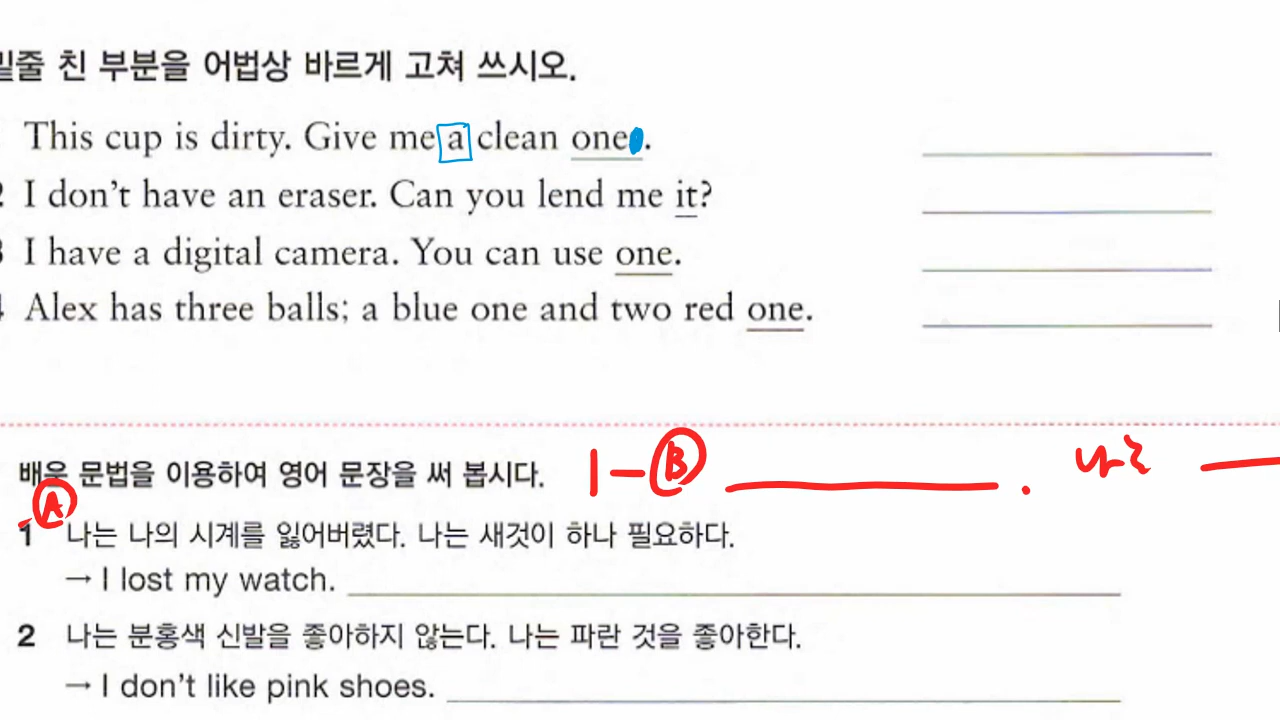 밑줄 친 부분을 어법상 바르게 고쳐 쓰시오.
This cup is dirty. Give me a clean one.
2 I don't have an eraser. Can you lend me it?
3 I have a digital camera. You can use one.
4 Alex has three balls; a blue one and two red one.
배운 문법을 이용하여 영어 문장을 써 봅시다. 1-Ⓑ . 나는
Ⓐ
1 나는 나의 시계를 잃어버렸다. 나는 새것이 하나 필요하다.
→ I lost my watch.
2 나는 분홍색 신발을 좋아하지 않는다. 나는 파란 것을 좋아한다.
→ I don't like pink shoes.